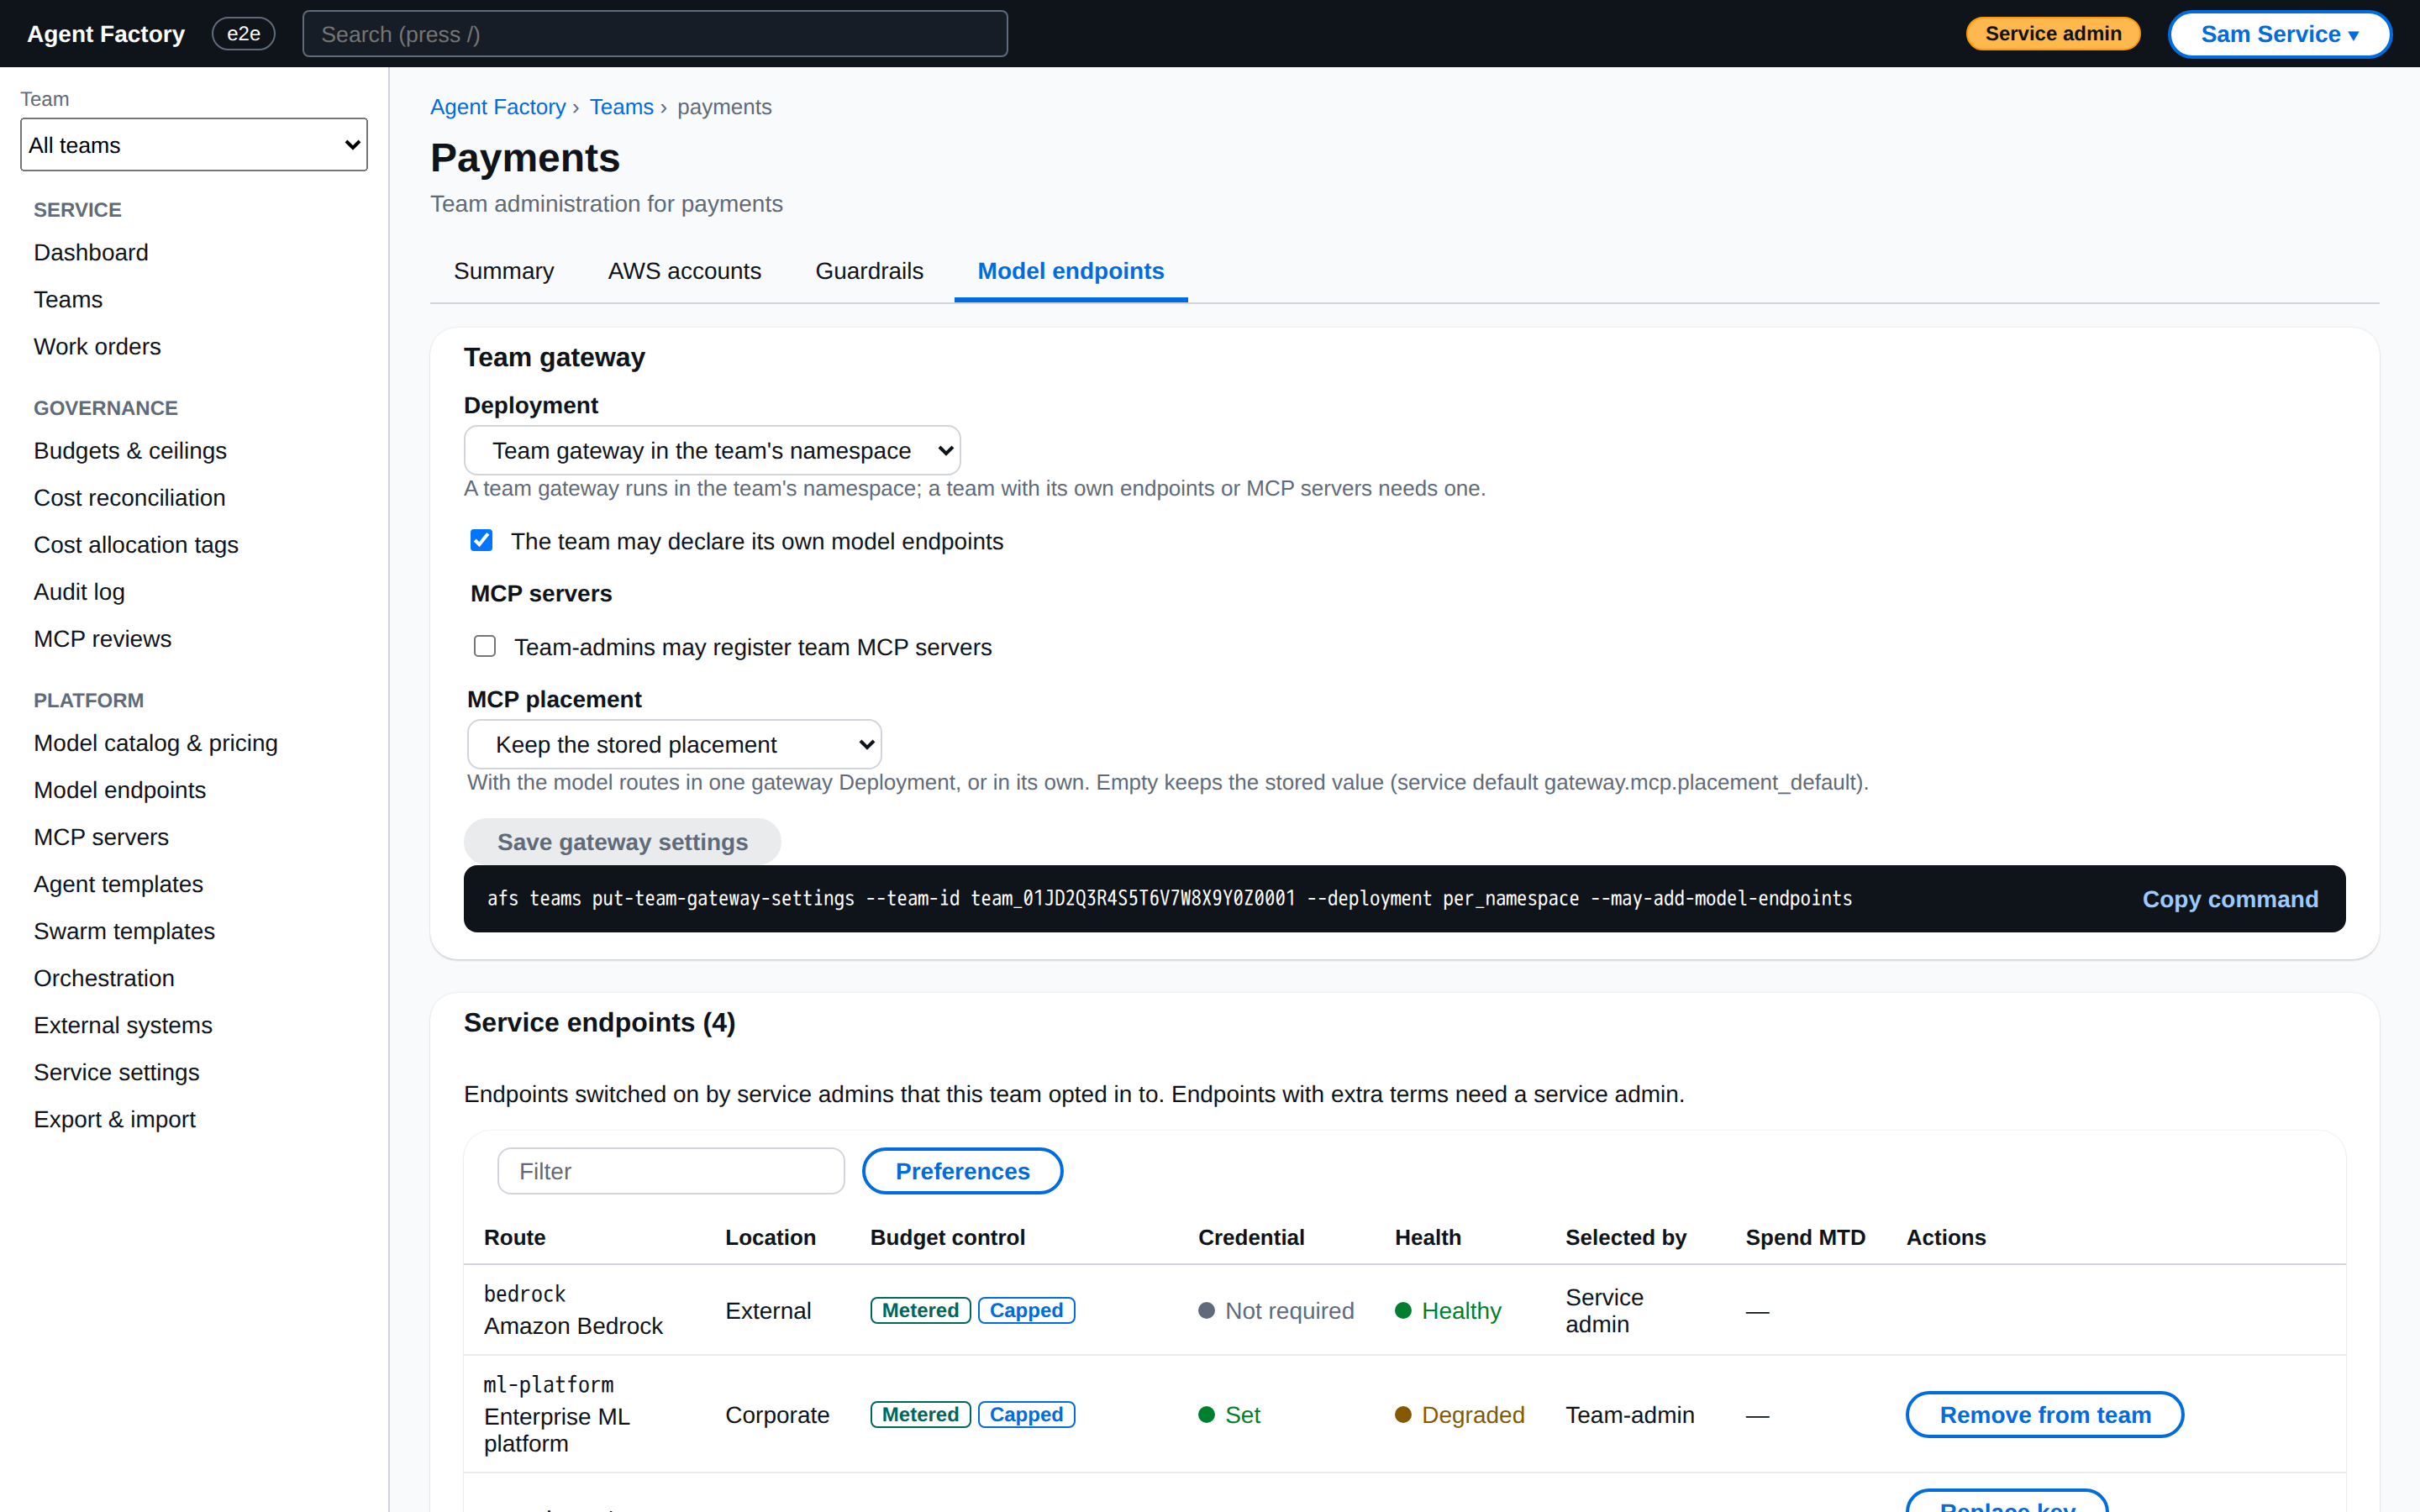 Agent Factory
e2e
Search (press /)
Service admin
Sam Service ▾
Team
All teams
SERVICE
Dashboard
Teams
Work orders
GOVERNANCE
Budgets & ceilings
Cost reconciliation
Cost allocation tags
Audit log
MCP reviews
PLATFORM
Model catalog & pricing
Model endpoints
MCP servers
Agent templates
Swarm templates
Orchestration
External systems
Service settings
Export & import
Agent Factory › Teams › payments
Payments
Team administration for payments
Summary
AWS accounts
Guardrails
Model endpoints
Team gateway
Deployment
Team gateway in the team's namespace
A team gateway runs in the team's namespace; a team with its own endpoints or MCP servers needs one.
The team may declare its own model endpoints
MCP servers
Team-admins may register team MCP servers
MCP placement
Keep the stored placement
With the model routes in one gateway Deployment, or in its own. Empty keeps the stored value (service default gateway.mcp.placement_default).
Save gateway settings
afs teams put-team-gateway-settings --team-id team_01JD2Q3R4S5T6V7W8X9Y0Z0001 --deployment per_namespace --may-add-model-endpoints
Copy command
Service endpoints (4)
Endpoints switched on by service admins that this team opted in to. Endpoints with extra terms need a service admin.
Filter
Preferences
Route Location Budget control Credential Health Selected by Spend MTD Actions
bedrock
Amazon Bedrock
External
Metered Capped
Not required
Healthy
Service
admin
—
ml-platform
Enterprise ML
platform
Corporate
Metered Capped
Set
Degraded
Team-admin
—
Remove from team
Replace key